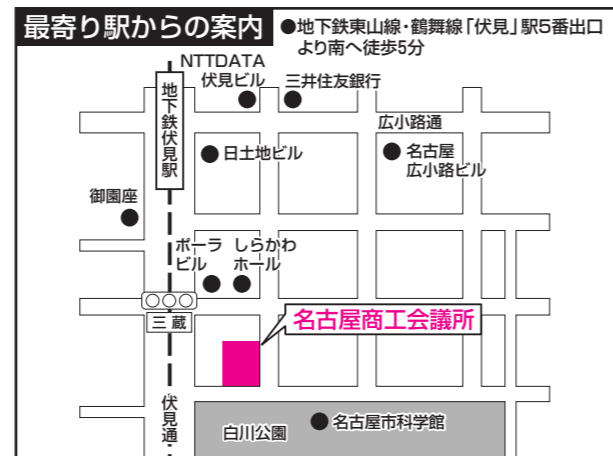 最寄り駅からの案内
●地下鉄東山線・鶴舞線「伏見」駅5番出口
より南へ徒歩5分
NTTDATA
伏見ビル
三井住友銀行
地下鉄伏見駅
広小路通
日土地ビル
名古屋
広小路ビル
御園座
ポーラ
ビル
しらかわ
ホール
三蔵
名古屋商工会議所
伏見通
白川公園
名古屋市科学館